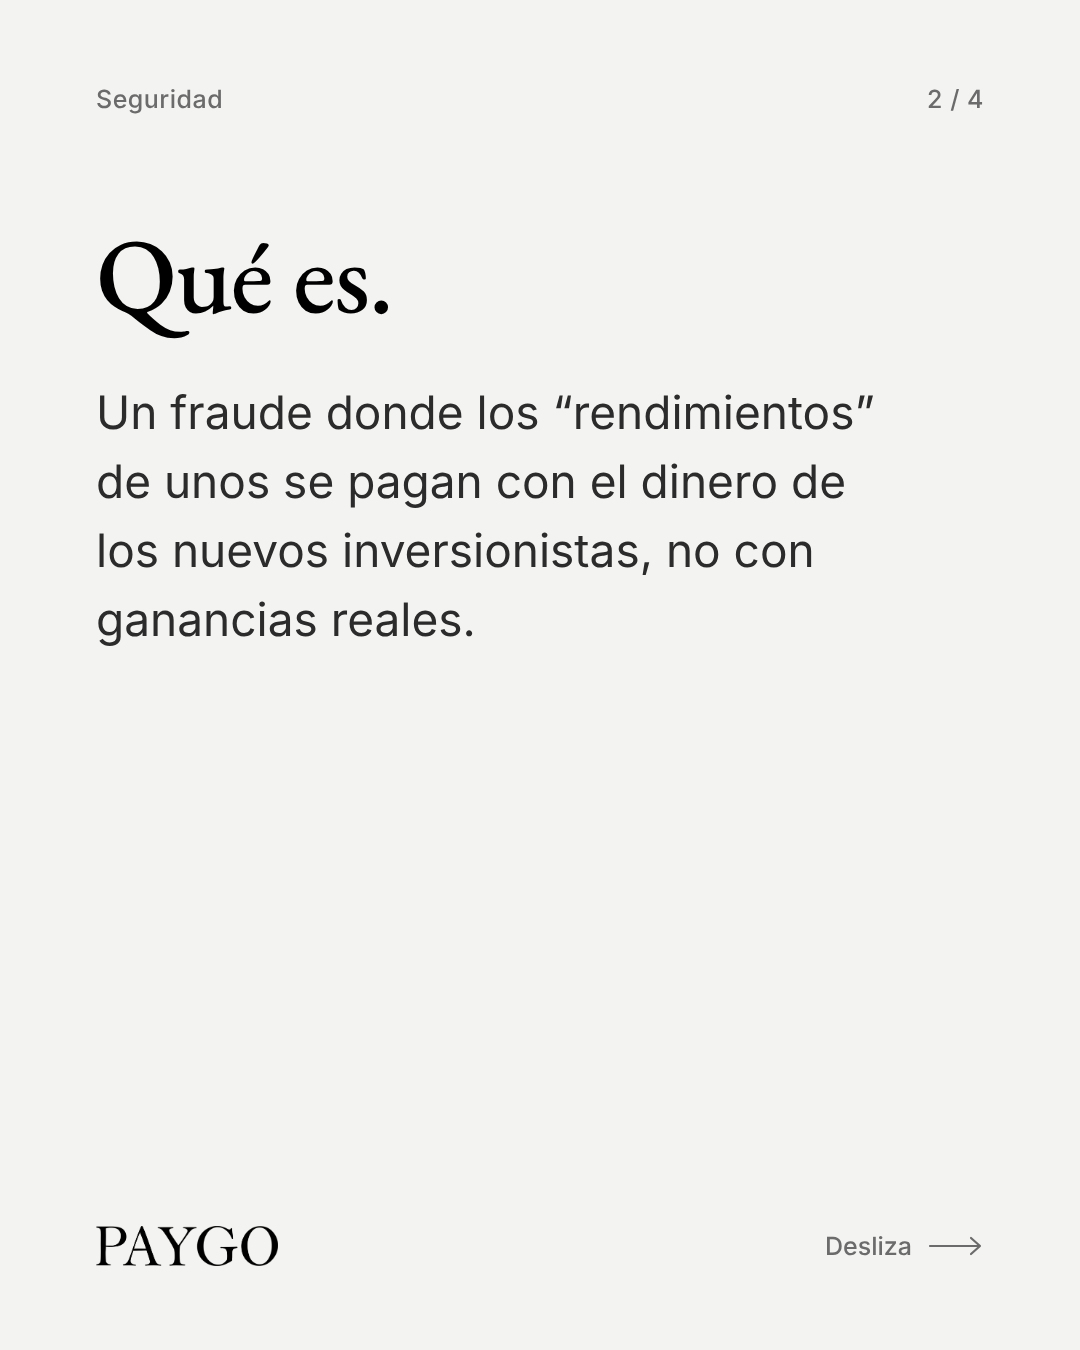 Seguridad
2 / 4
Qué es.
Un fraude donde los “rendimientos”
de unos se pagan con el dinero de
los nuevos inversionistas, no con
ganancias reales.
PAYGO
Desliza →